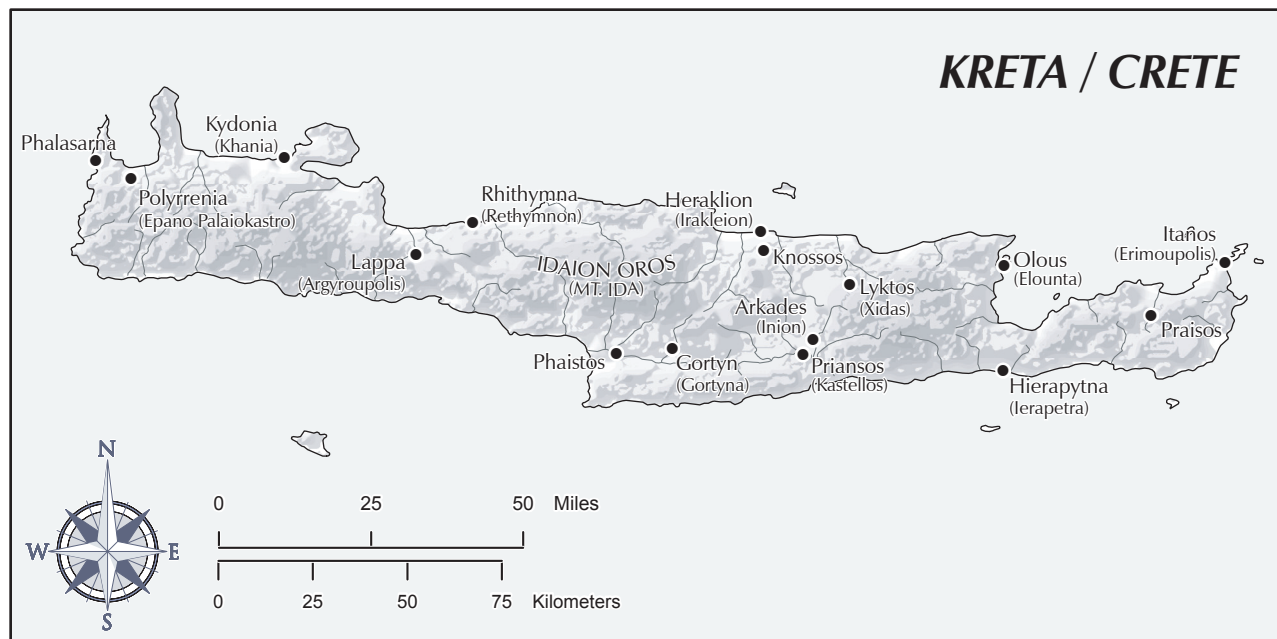 KRETA / CRETE
Phalasarna
Kydonia
(Khania)
Polyrrenia
(Epano Palaiokastro)
Rhithymna
(Rethymnon)
Lappa
(Argyroupolis)
IDAION OROS
(MT. IDA)
Heraklion
(Irakleion)
Knossos
Lyktos
(Xidas)
Arkades
(Inion)
Phaistos
Gortyn
(Gortyna)
Priansos
(Kastellos)
Olous
(Elounta)
Itaños
(Erimoupolis)
Praisos
Hierapytna
(Ierapetra)
N
W E
S
0 25 50 Miles
0 25 50 75 Kilometers